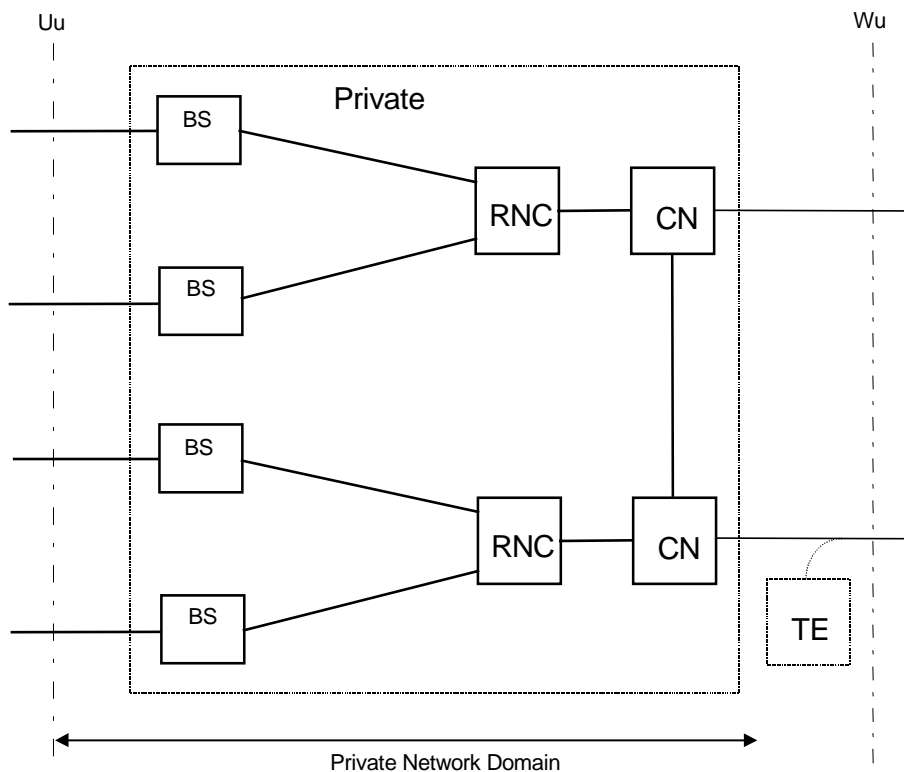 Uu
Wu
Private
BS
BS
RNC
CN
BS
BS
RNC
CN
TE
Private Network Domain